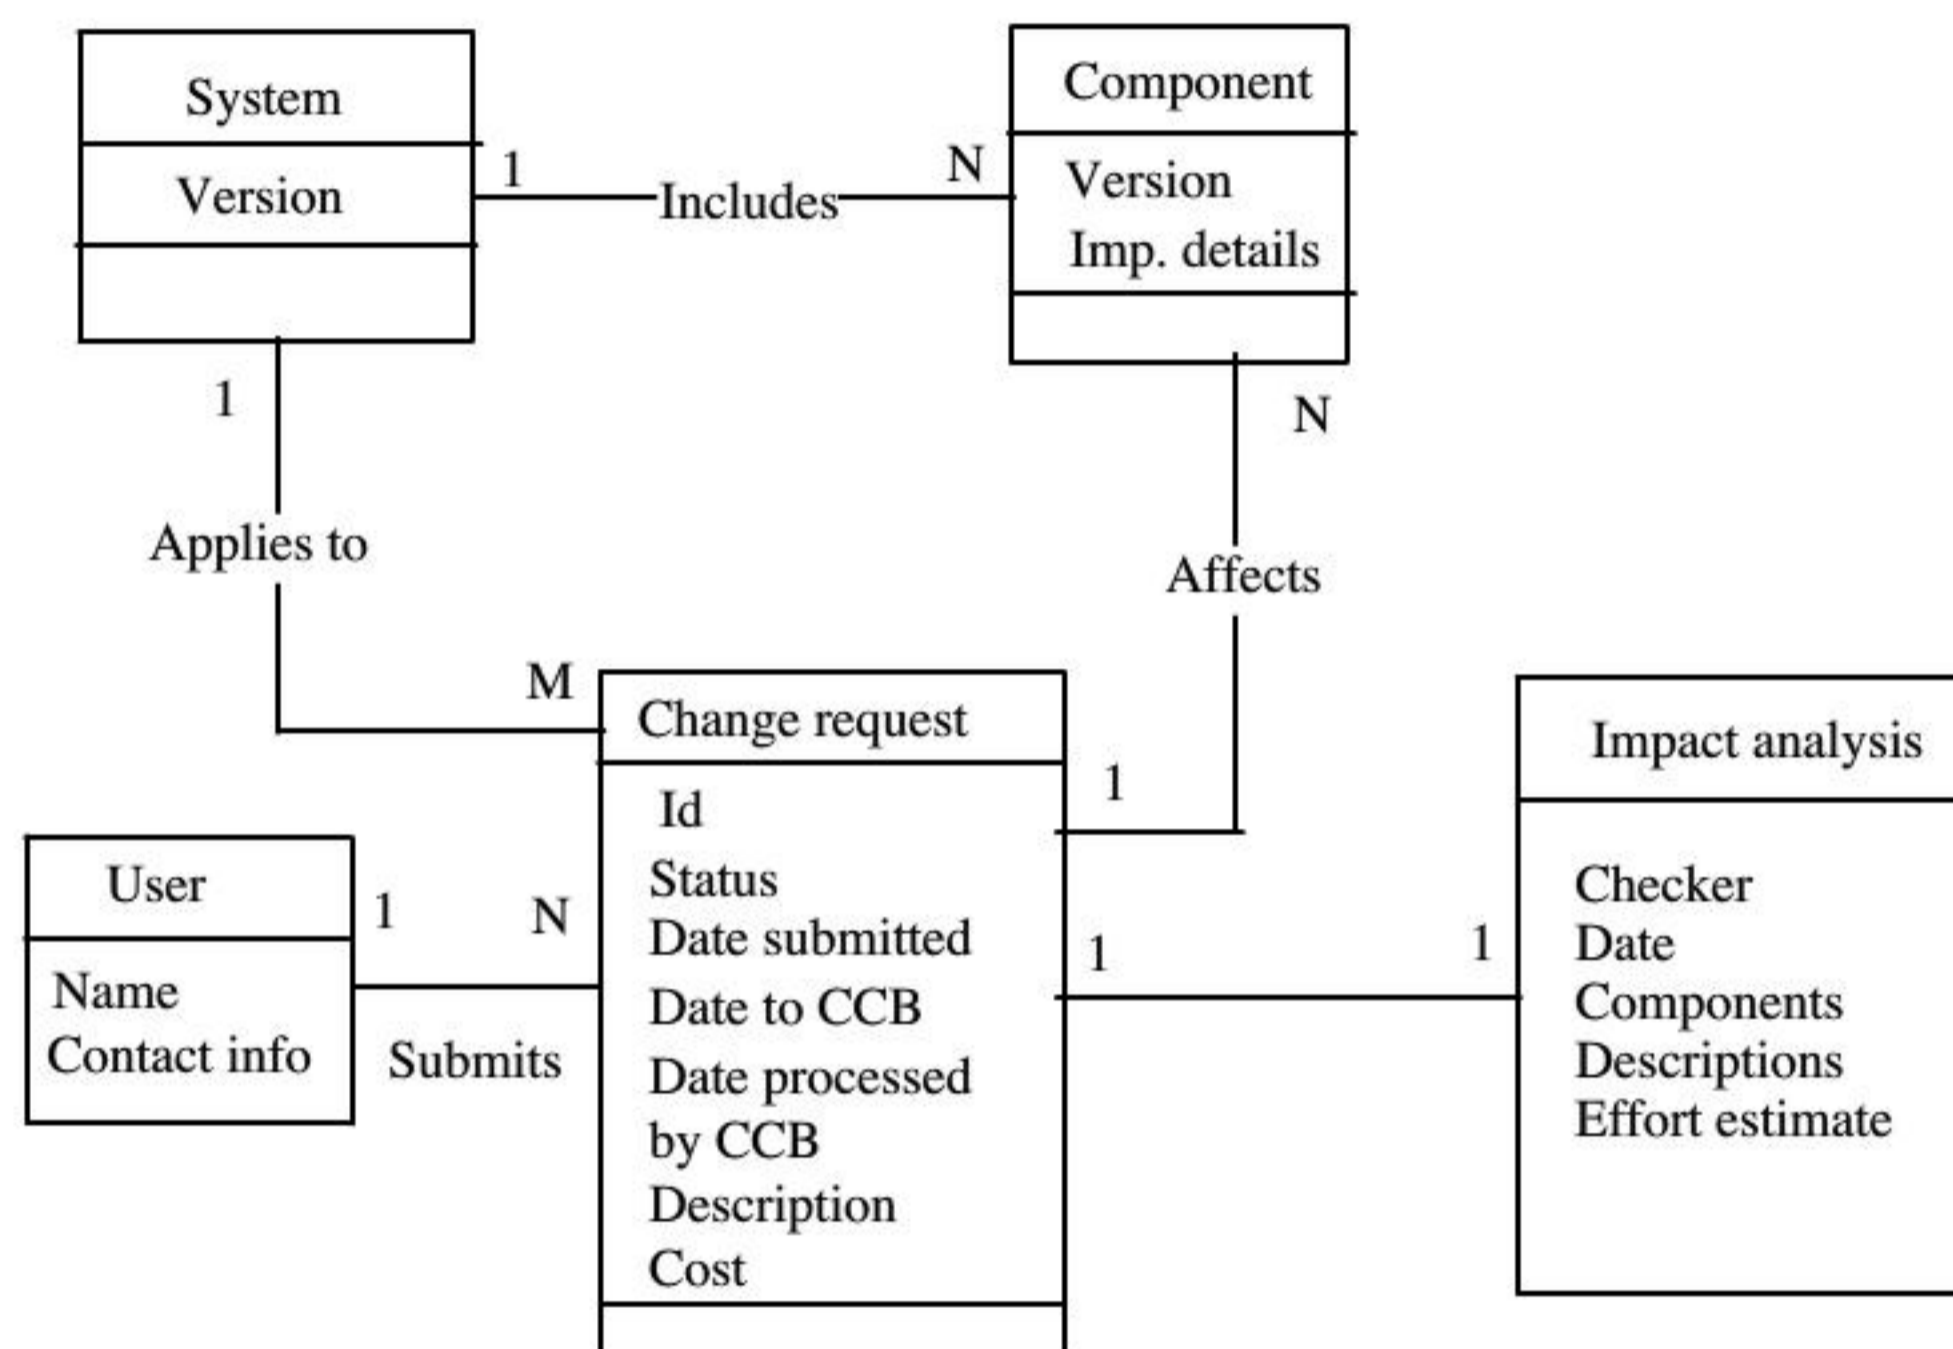 System
Version
1
Includes
N
Component
Version
Imp. details
1
Applies to
M
N
Affects
1
Change request
Id
Status
Date submitted
Date to CCB
Date processed
by CCB
Description
Cost
User
Name
Contact info
1
N
Submits
1
1
Impact analysis
Checker
Date
Components
Descriptions
Effort estimate